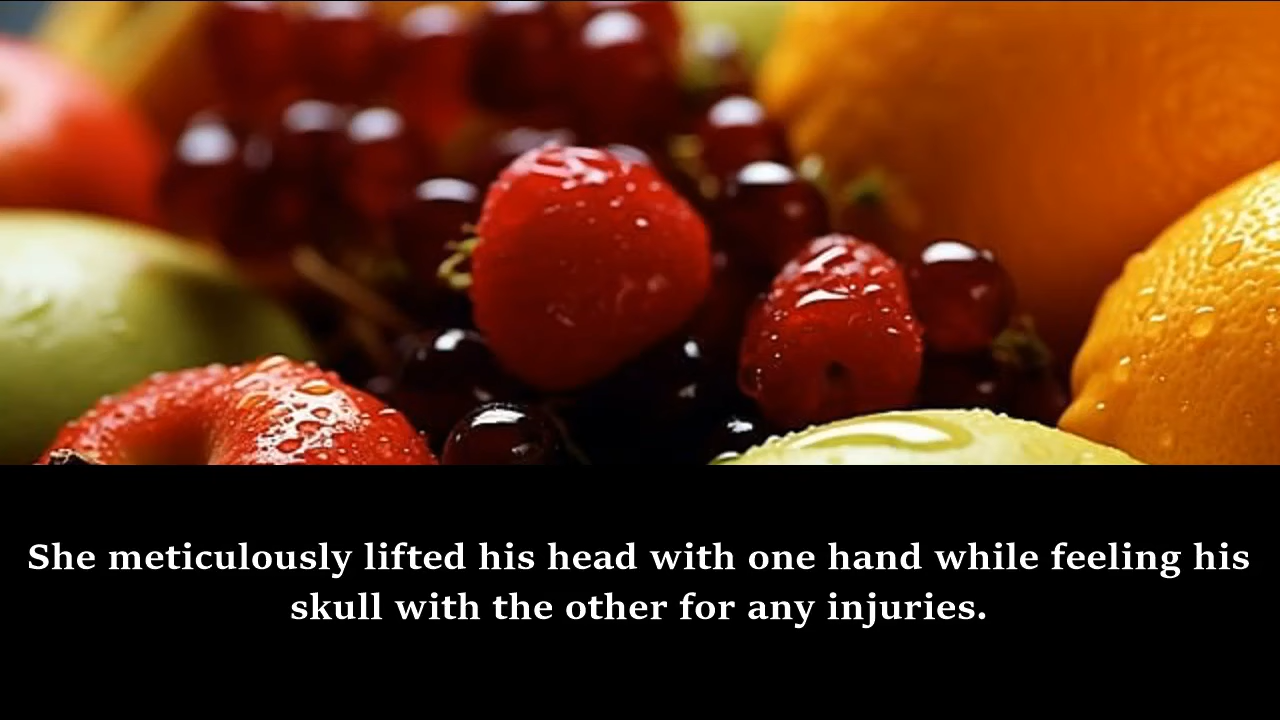 She meticulously lifted his head with one hand while feeling his
skull with the other for any injuries.